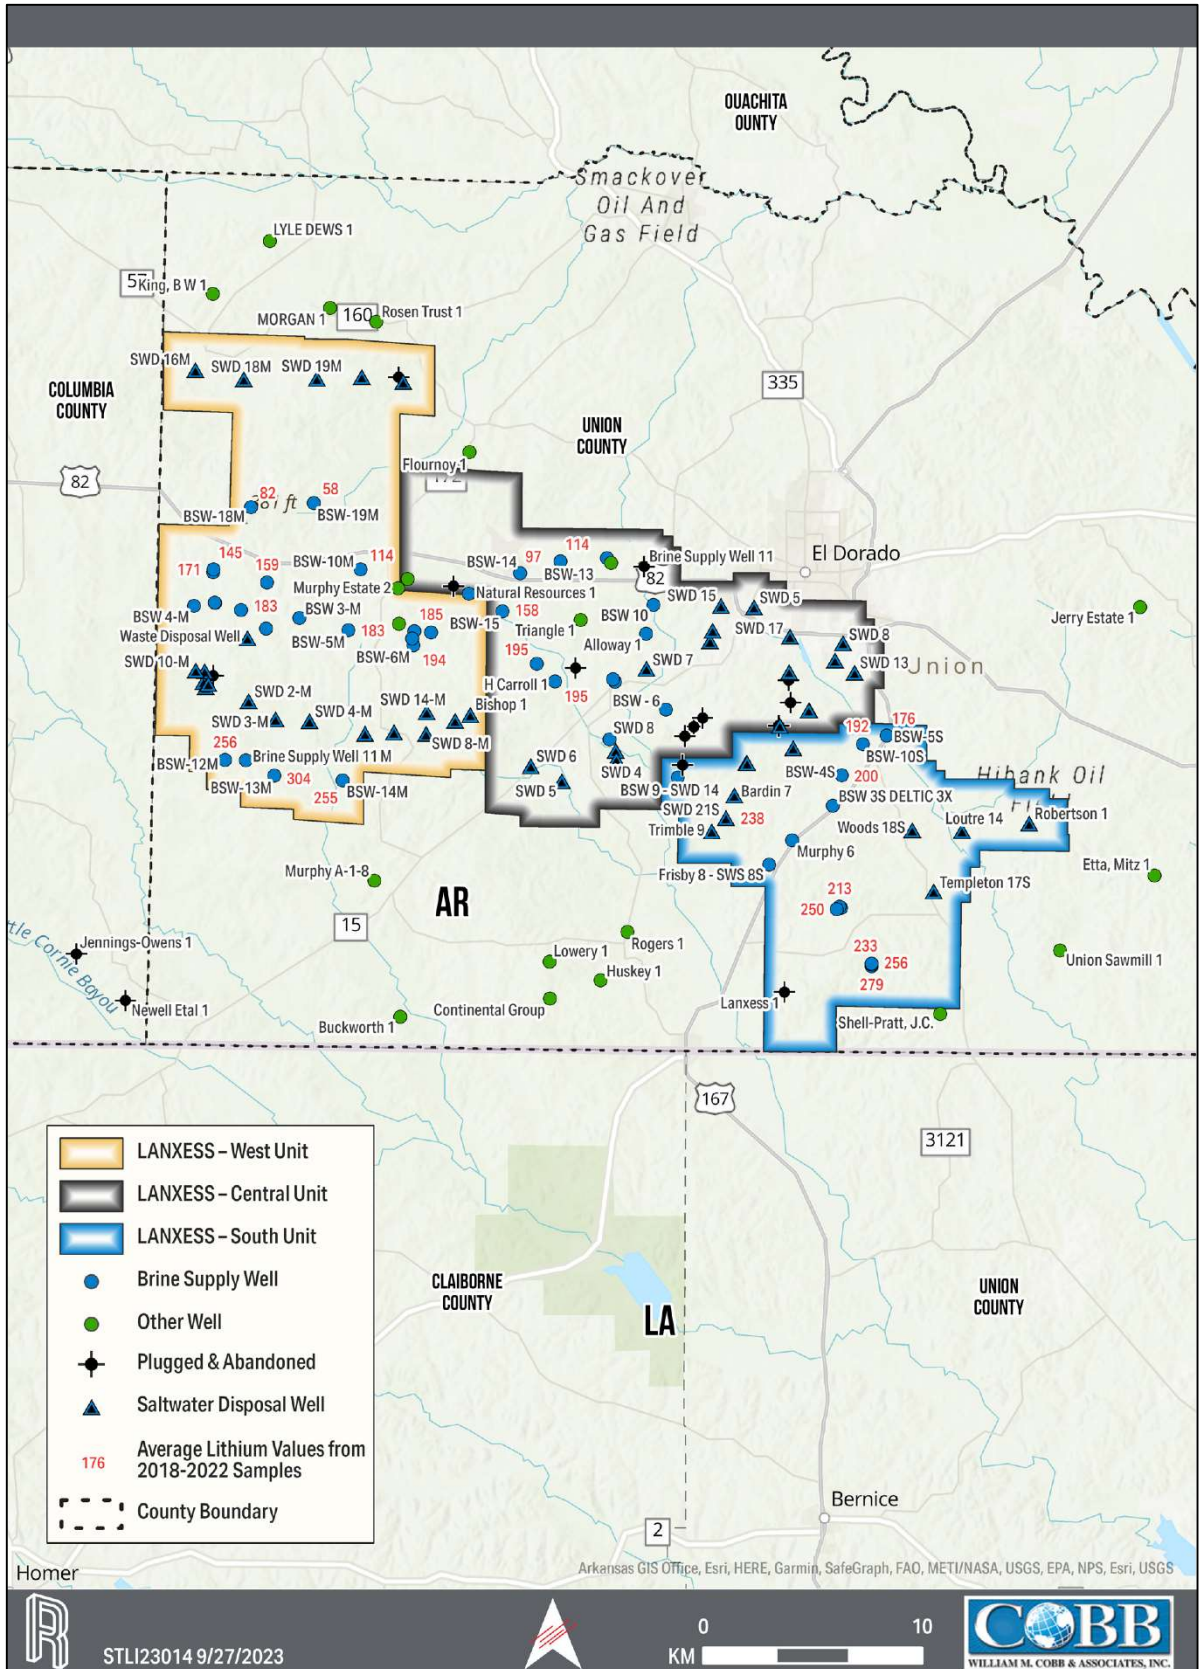 OUACHITA
OUNTY
Smackover
Oil And
Gas Field
LYLE DEWS 1
57
King, B W 1
MORGAN 1
160
Rosen Trust 1
SWD 16M
SWD 18M
SWD 19M
335
COLUMBIA
COUNTY
UNION
COUNTY
Flournoy 1
172
82
82
58
BSW-18M
BSW-19M
El Dorado
145
171
159
BSW-10M
114
BSW-14
97
114
BSW-13
Brine Supply Well 11
82
Murphy Estate 2
Natural Resources 1
BSW 4-M
183
BSW 3-M
185
BSW-15
158
BSW 10
SWD 15
SWD 5
Jerry Estate 1
Waste Disposal Well
BSW-5M
183
Triangle 1
Alloway 1
SWD 17
SWD 8
BSW-6M
194
195
SWD 7
SWD 13
Union
SWD 10-M
H Carroll 1
195
SWD 2-M
SWD 14-M
Bishop 1
BSW - 6
SWD 3-M
SWD 4-M
SWD 8-M
SWD 8
192
176
BSW-5S
256
BSW-12M
Brine Supply Well 11 M
SWD 6
SWD 4
BSW-10S
BSW-4S
200
Hibank Oil
BSW-13M
304
255
BSW-14M
SWD 5
BSW 9 - SWD 14
Bardin 7
BSW 3S DELTIC 3X
SWD 21S
238
Trimble 9
Woods 18S
Loutre 14
Robertson 1
Murphy 6
Frisby 8 - SWS 8S
Etta, Mitz 1
Murphy A-1-8
Templeton 17S
AR
213
250
15
Rogers 1
Jennings-Owens 1
Lowery 1
233
256
279
Union Sawmill 1
Huskey 1
Newell Etal 1
Lanxess 1
Continental Group
Buckworth 1
Shell-Pratt, J.C.
ttle Cornie Bayou
167
3121
LANXESS – West Unit
LANXESS – Central Unit
LANXESS – South Unit
Brine Supply Well
Other Well
Plugged & Abandoned
Saltwater Disposal Well
176
Average Lithium Values from
2018-2022 Samples
County Boundary
CLAIBORNE
COUNTY
LA
UNION
COUNTY
Bernice
2
Homer
Arkansas GIS Office, Esri, HERE, Garmin, SafeGraph, FAO, METI/NASA, USGS, EPA, NPS, Esri, USGS
R
STLI23014 9/27/2023
0
10
KM
COBB
WILLIAM M. COBB & ASSOCIATES, INC.